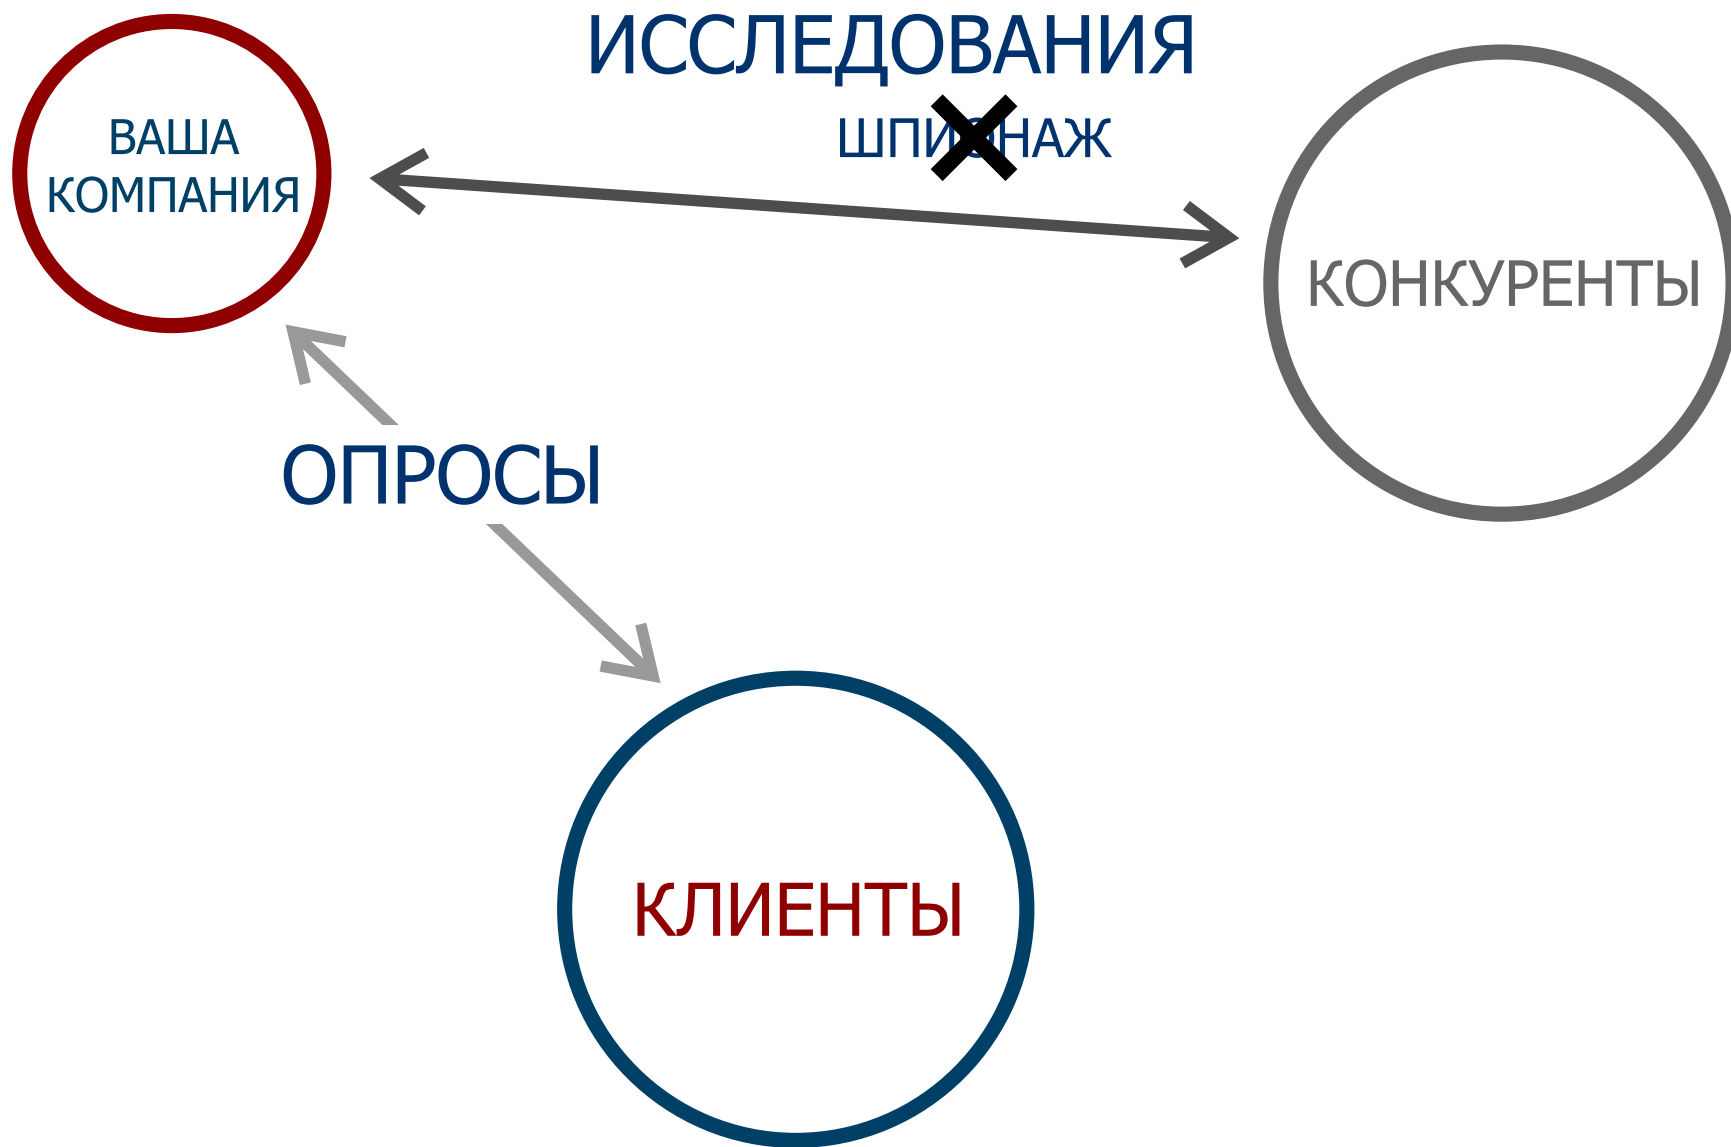 ИССЛЕДОВАНИЯ
ШПИОНАЖ
ВАША
КОМПАНИЯ
КОНКУРЕНТЫ
ОПРОСЫ
КЛИЕНТЫ